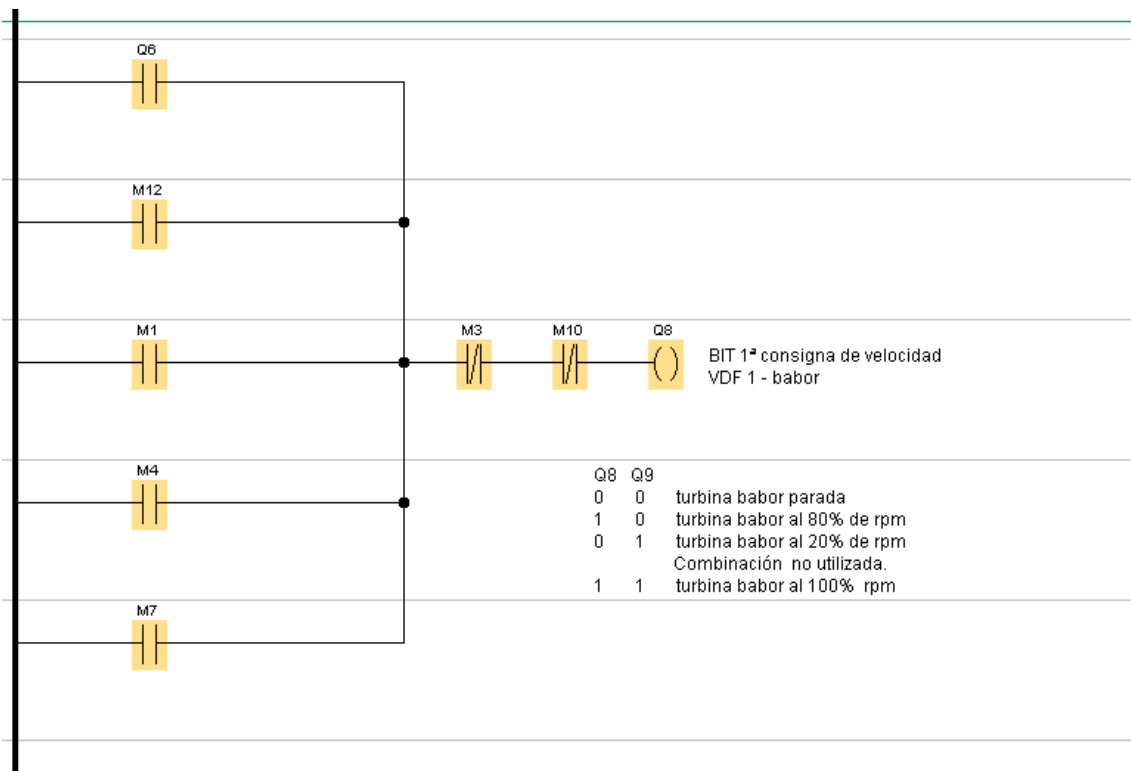 Q6
M12
M1
M3 M10 Q8
BIT 1ª consigna de velocidad
VDF 1 - babor
M4
Q8 Q9
0 0 turbina babor parada
1 0 turbina babor al 80% de rpm
0 1 turbina babor al 20% de rpm
Combinación no utilizada.
1 1 turbina babor al 100% rpm
M7